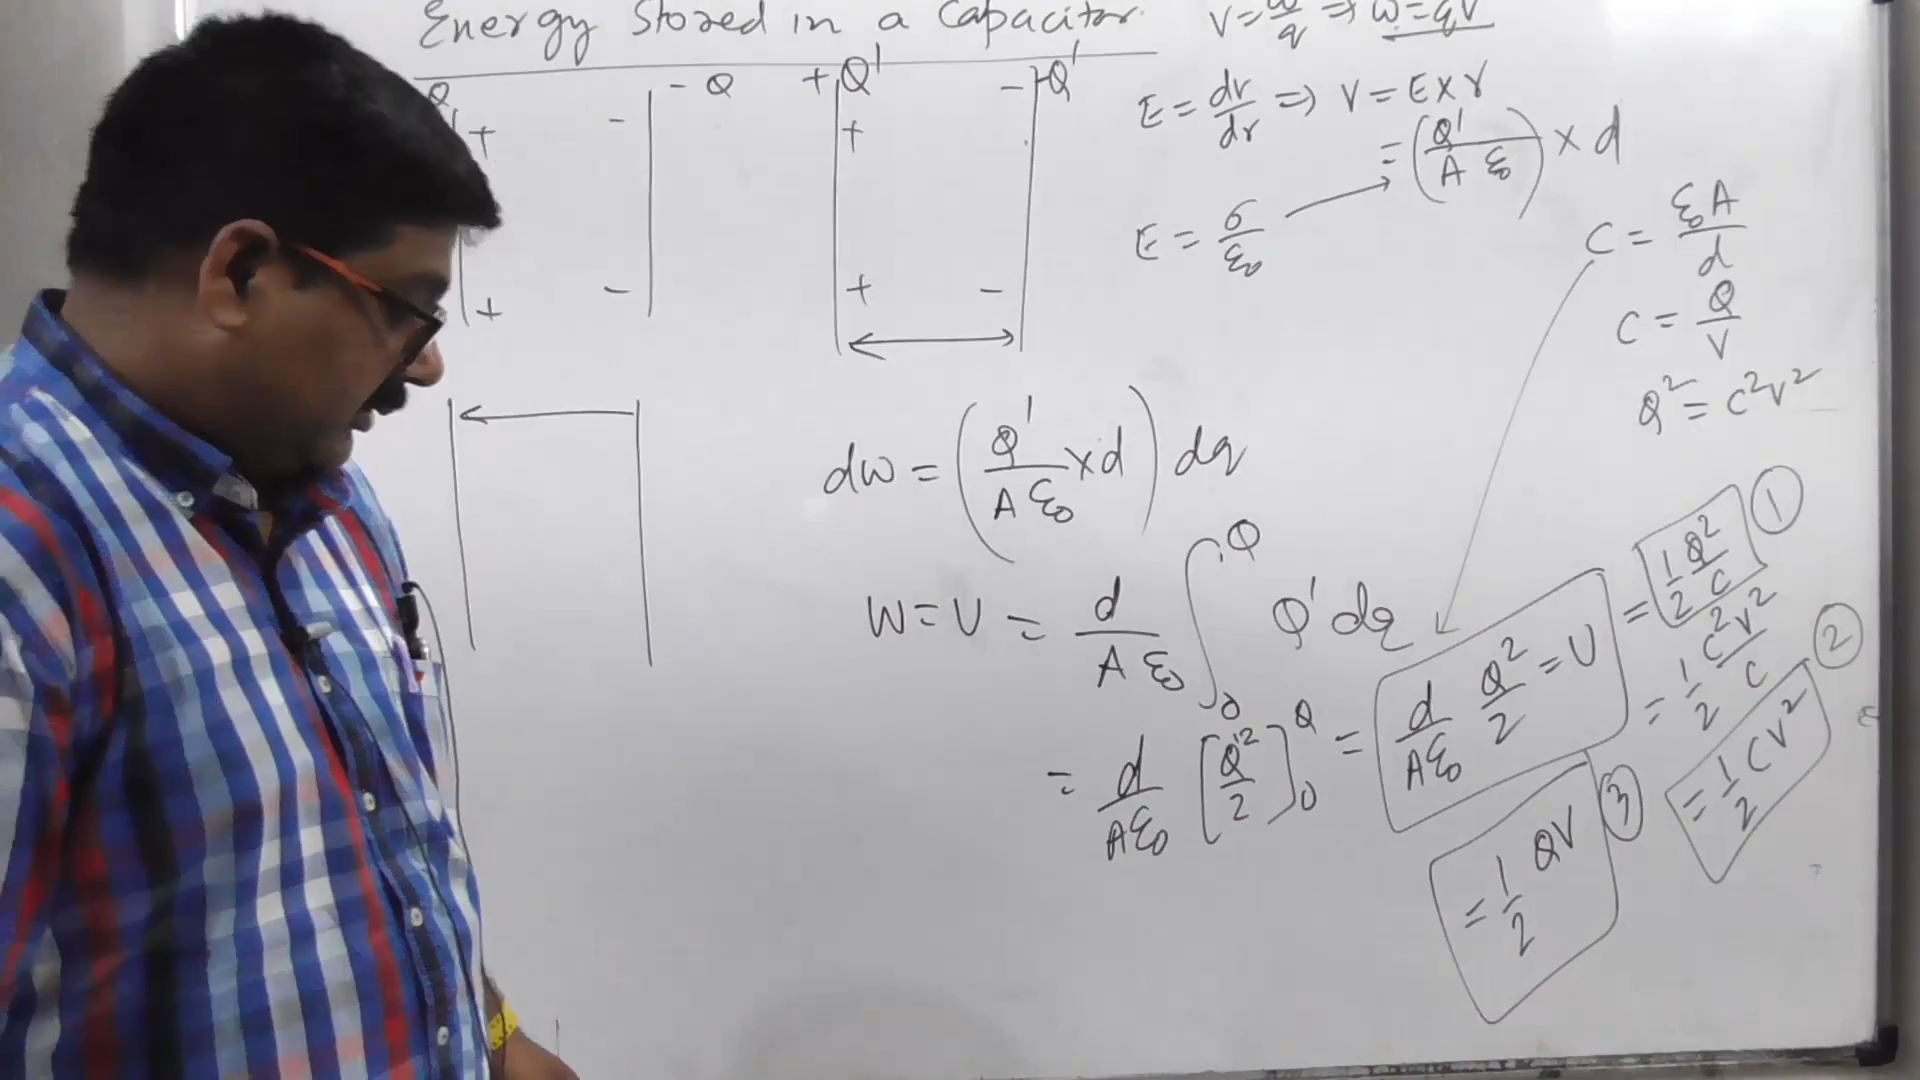 Energy Stored in a Capacitor.
V = w/q ⇒ w = qV
Q - Q +Q' -Q'
+ - +
+ - + -
E = dv/dr ⇒ V = E × r
= (Q'/A ε₀) × d
E = σ/ε₀
C = ε₀A/d
C = Q/V
Q² = C²V²
dw = (Q'/Aε₀ × d) dq
W = U = d/Aε₀ ∫₀^Q Q' dq
= d/Aε₀ [Q'²/2]₀^Q = d/Aε₀ Q²/2 = U
= 1/2 Q²/C ①
= 1/2 C²V²/C
= 1/2 CV² ②
= 1/2 QV ③